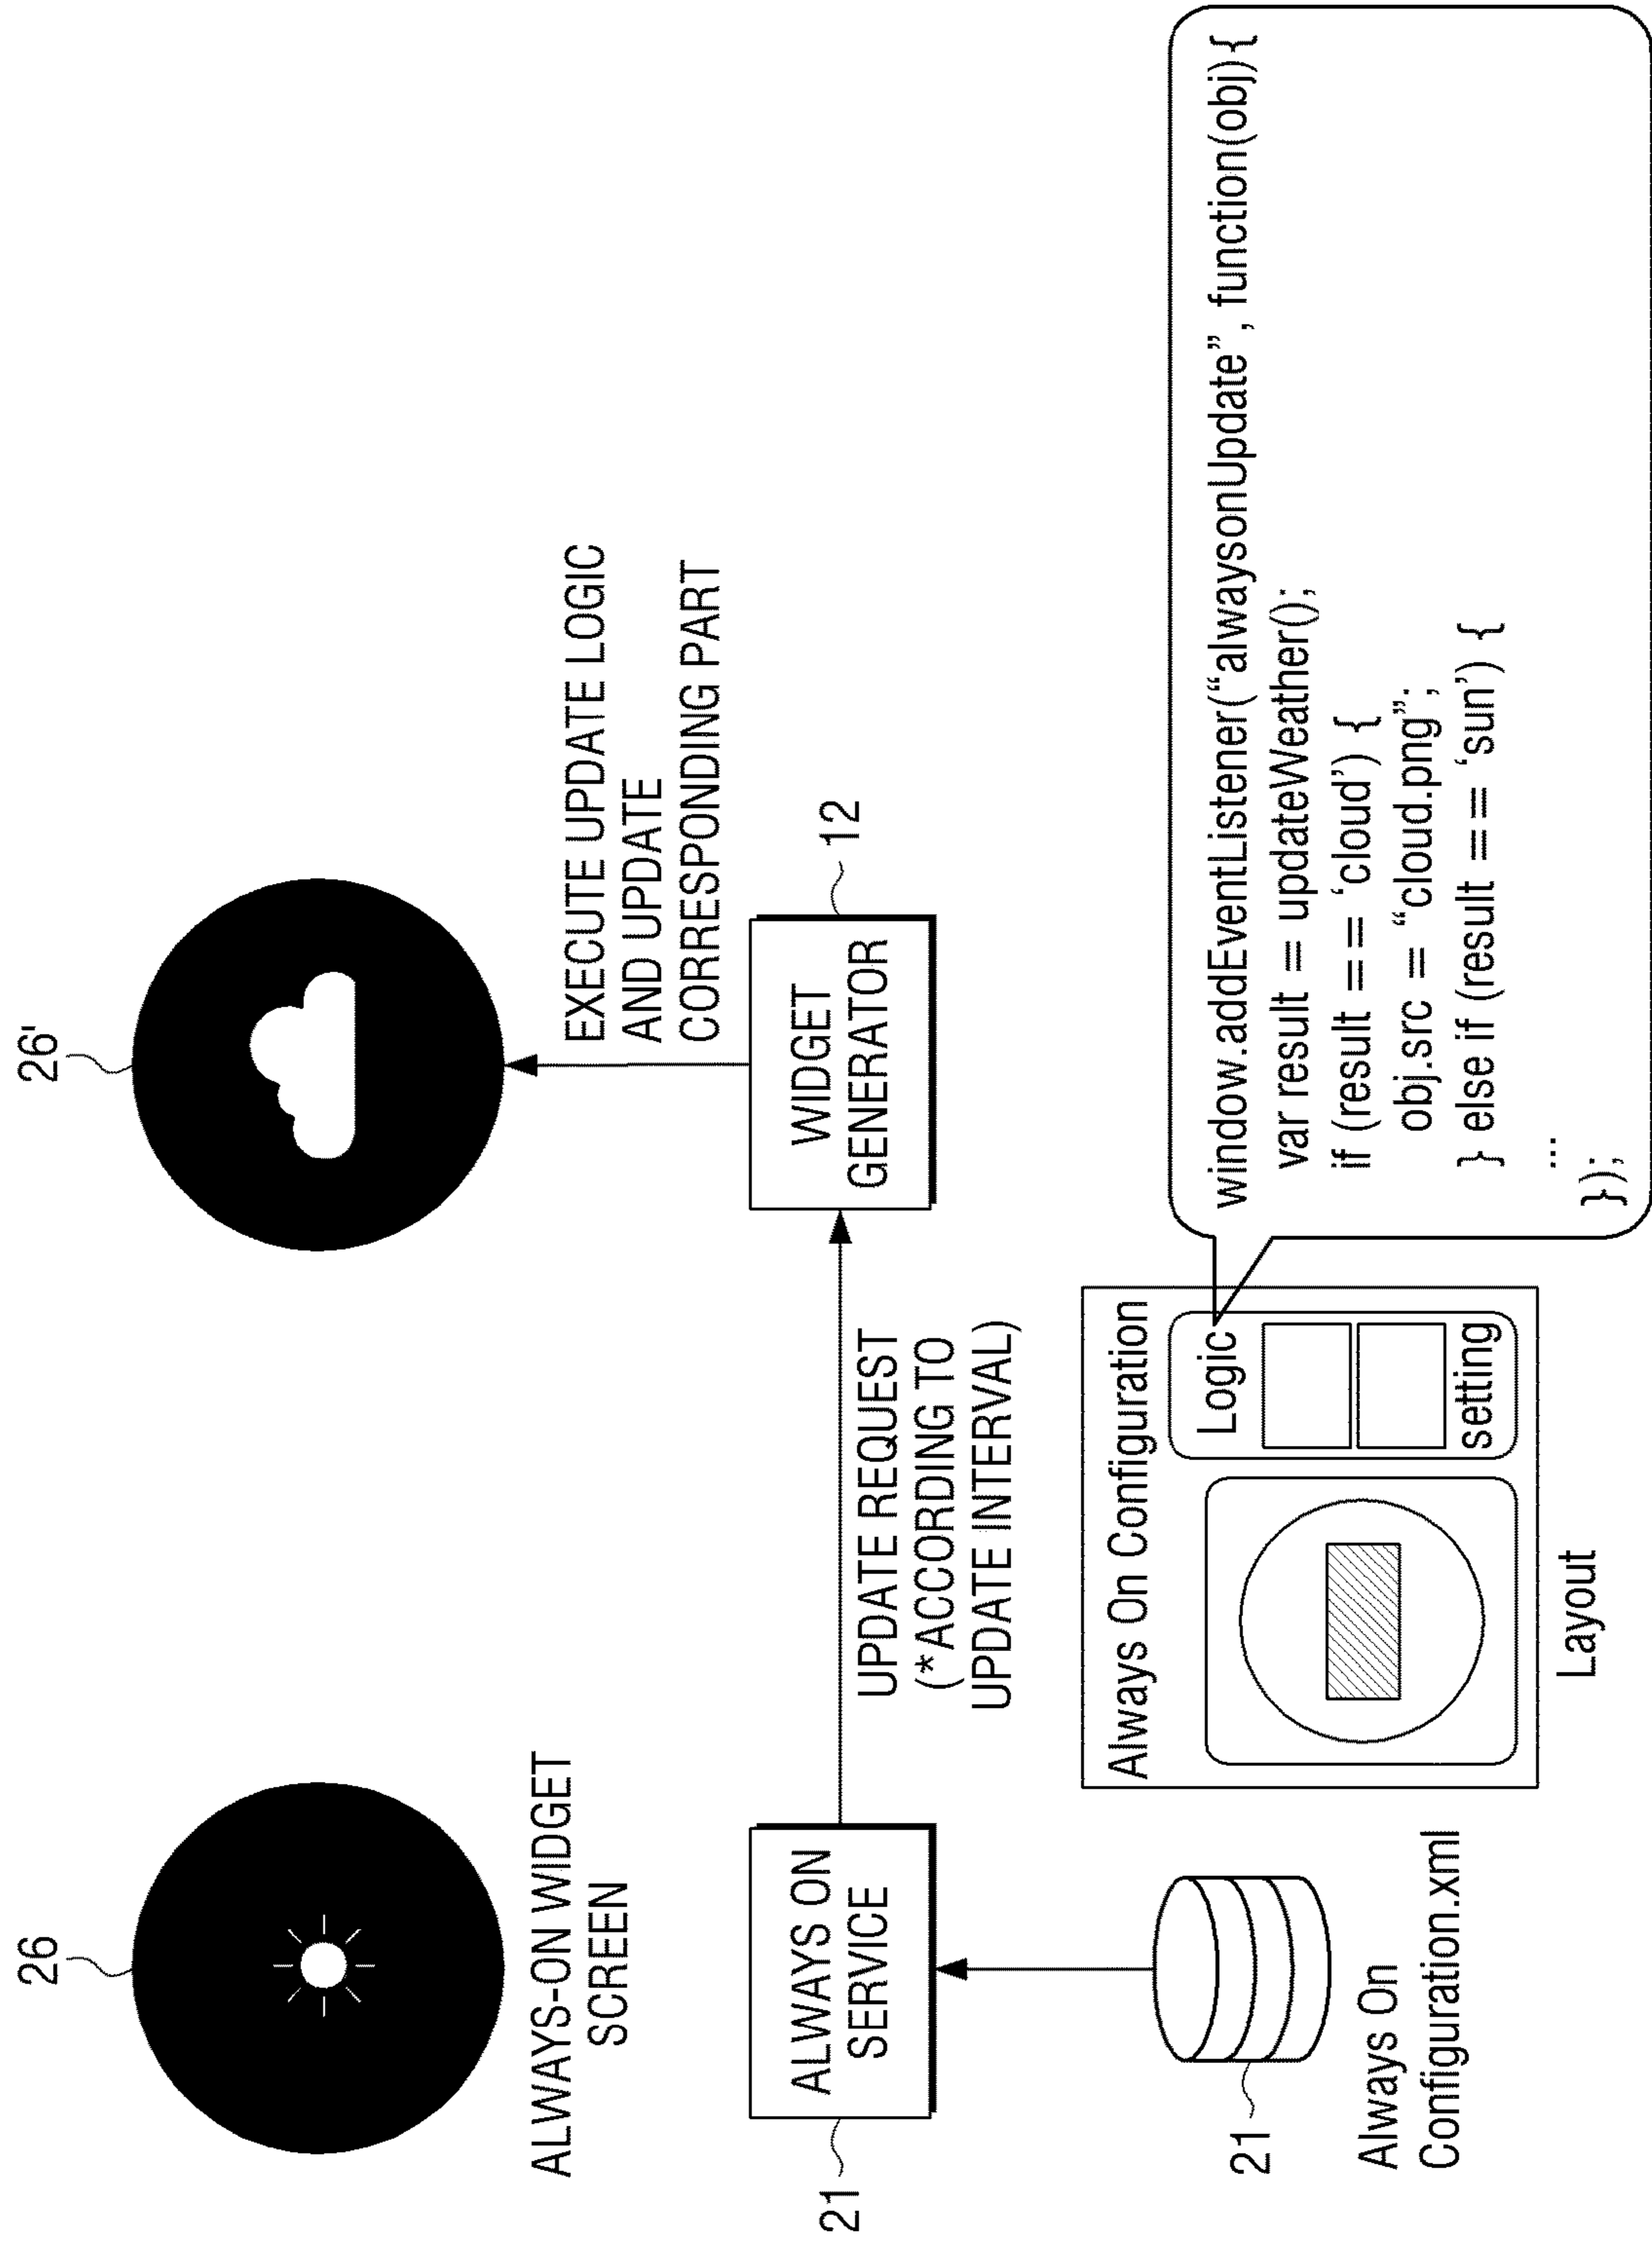 26
26'
ALWAYS-ON WIDGET
SCREEN
EXECUTE UPDATE LOGIC
AND UPDATE
CORRESPONDING PART
21
ALWAYS ON
SERVICE
UPDATE REQUEST
(*ACCORDING TO
UPDATE INTERVAL)
WIDGET
GENERATOR
12
21
Always On
Configuration.xml
Always On Configuration
Logic
setting
Layout
window.addEventListener(“alwaysonUpdate”, function(obj){
var result = updateWeather();
if (result == ‘cloud’) {
obj.src = “cloud.png”;
} else if (result == ‘sun’) {
...
});